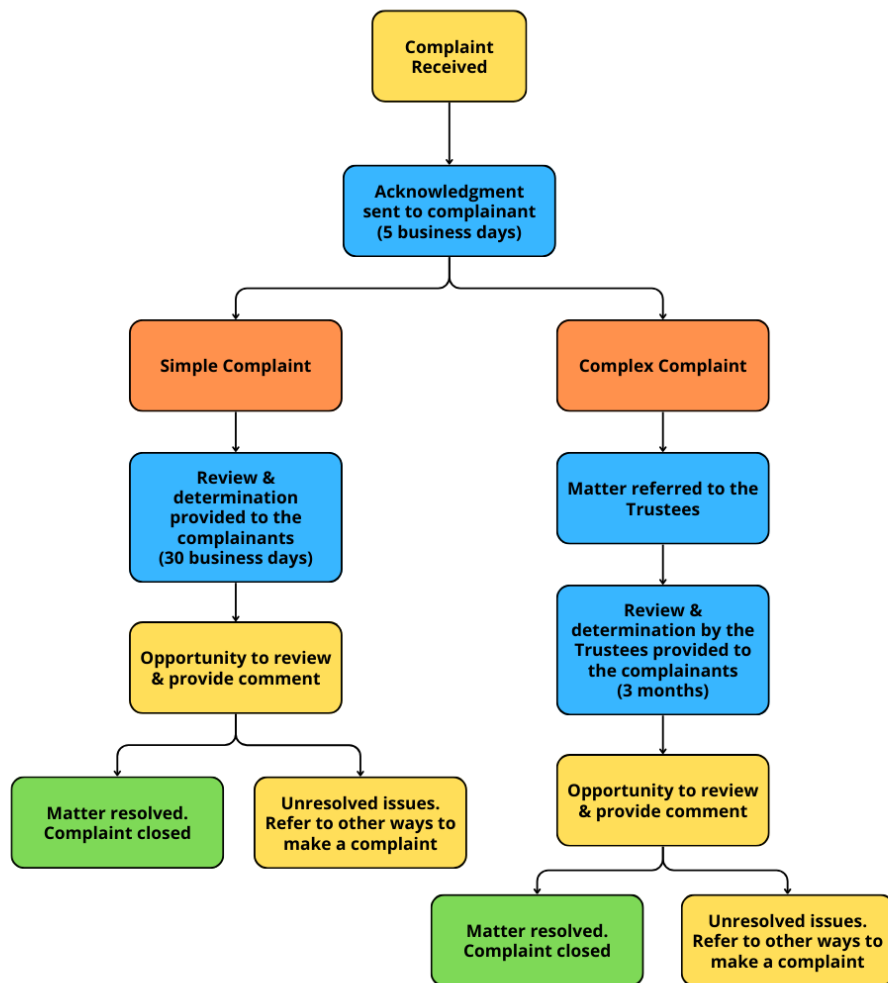 Complaint
Received
Acknowledgment
sent to complainant
(5 business days)
Simple Complaint
Complex Complaint
Review &
determination
provided to the
complainants
(30 business days)
Matter referred to the
Trustees
Opportunity to review
& provide comment
Review &
determination by the
Trustees provided to
the complainants
(3 months)
Matter resolved.
Complaint closed
Unresolved issues.
Refer to other ways to
make a complaint
Opportunity to review
& provide comment
Matter resolved.
Complaint closed
Unresolved issues.
Refer to other ways to
make a complaint